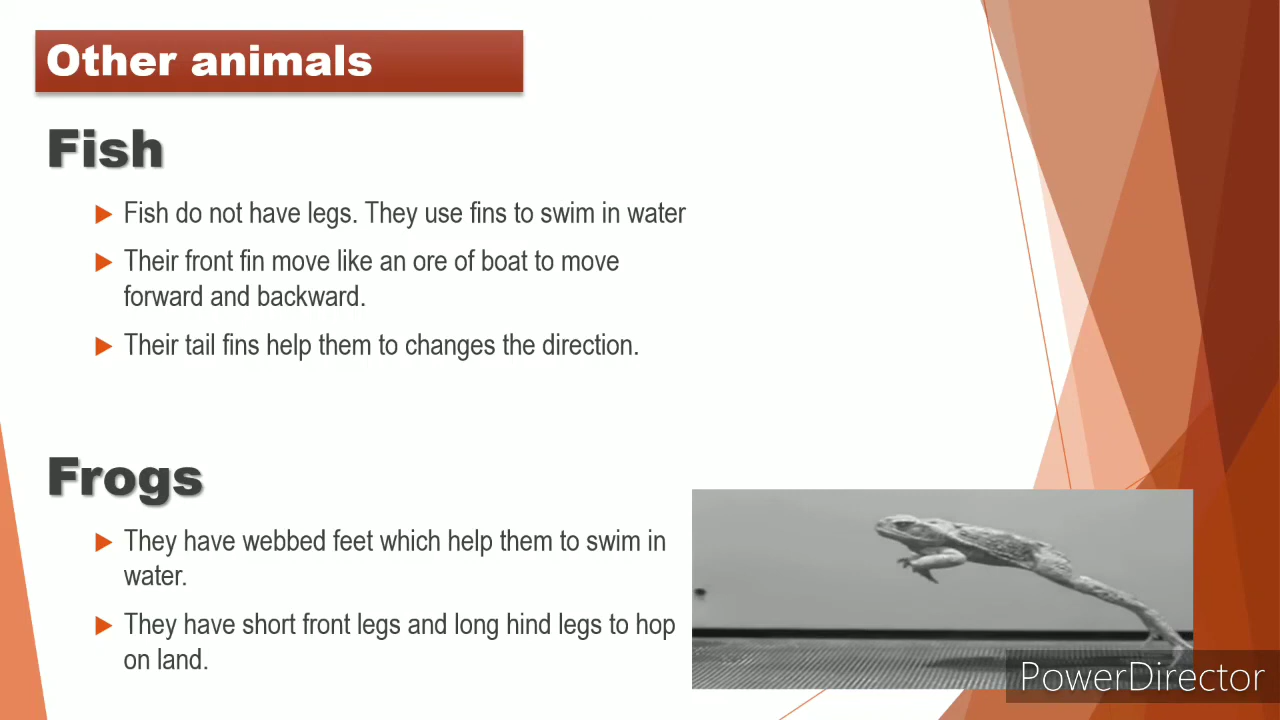 Other animals
Fish
Fish do not have legs. They use fins to swim in water
Their front fin move like an ore of boat to move
forward and backward.
Their tail fins help them to changes the direction.
Frogs
They have webbed feet which help them to swim in
water.
They have short front legs and long hind legs to hop
on land.
PowerDirector